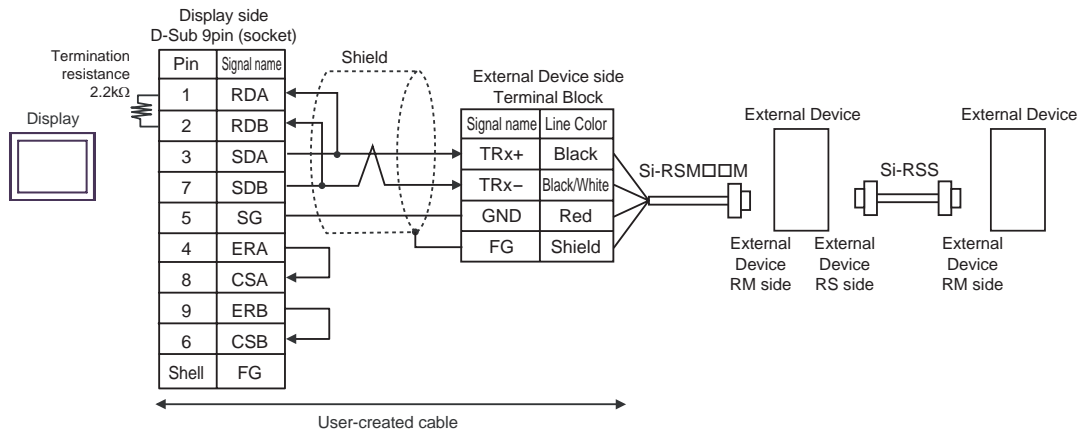 Display side
D-Sub 9pin (socket)
Termination
resistance
2.2kΩ
Shield
Display
Pin Signal name
1 RDA
2 RDB
3 SDA
7 SDB
5 SG
4 ERA
8 CSA
9 ERB
6 CSB
Shell FG
External Device side
Terminal Block
Signal name Line Color
TRx+ Black
TRx− Black/White
GND Red
FG Shield
Si-RSM□□M
External Device
External
Device
RM side
External
Device
RS side
Si-RSS
External Device
External
Device
RM side
User-created cable